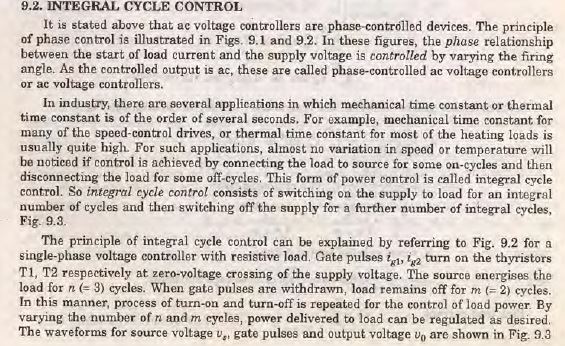 9.2. INTEGRAL CYCLE CONTROL
It is stated above that ac voltage controllers are phase-controlled devices. The principle
of phase control is illustrated in Figs. 9.1 and 9.2. In these figures, the phase relationship
between the start of load current and the supply voltage is controlled by varying the firing
angle. As the controlled output is ac, these are called phase-controlled ac voltage controllers
or ac voltage controllers.
In industry, there are several applications in which mechanical time constant or thermal
time constant is of the order of several seconds. For example, mechanical time constant for
many of the speed-control drives, or thermal time constant for most of the heating loads is
usually quite high. For such applications, almost no variation in speed or temperature will
be noticed if control is achieved by connecting the load to source for some on-cycles and then
disconnecting the load for some off-cycles. This form of power control is called integral cycle
control. So integral cycle control consists of switching on the supply to load for an integral
number of cycles and then switching off the supply for a further number of integral cycles,
Fig. 9.3.
The principle of integral cycle control can be explained by referring to Fig. 9.2 for a
single-phase voltage controller with resistive load. Gate pulses i_g1, i_g2 turn on the thyristors
T1, T2 respectively at zero-voltage crossing of the supply voltage. The source energises the
load for n (= 3) cycles. When gate pulses are withdrawn, load remains off for m (= 2) cycles.
In this manner, process of turn-on and turn-off is repeated for the control of load power. By
varying the number of n and m cycles, power delivered to load can be regulated as desired.
The waveforms for source voltage v_s, gate pulses and output voltage v_0 are shown in Fig. 9.3